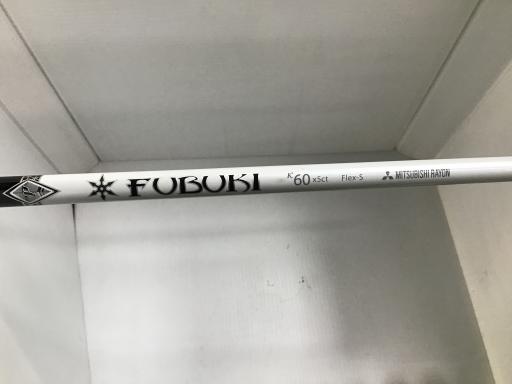 FUBUKI K 60 x5ct Flex-S MITSUBISHI RAYON